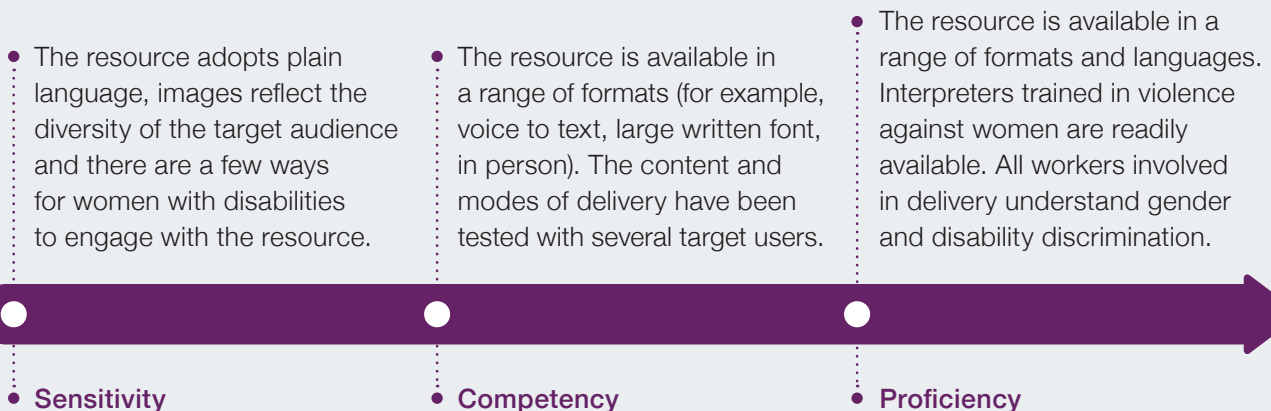 The resource adopts plain
language, images reflect the
diversity of the target audience
and there are a few ways
for women with disabilities
to engage with the resource.
The resource is available in
a range of formats (for example,
voice to text, large written font,
in person). The content and
modes of delivery have been
tested with several target users.
The resource is available in a
range of formats and languages.
Interpreters trained in violence
against women are readily
available. All workers involved
in delivery understand gender
and disability discrimination.
Sensitivity
Competency
Proficiency